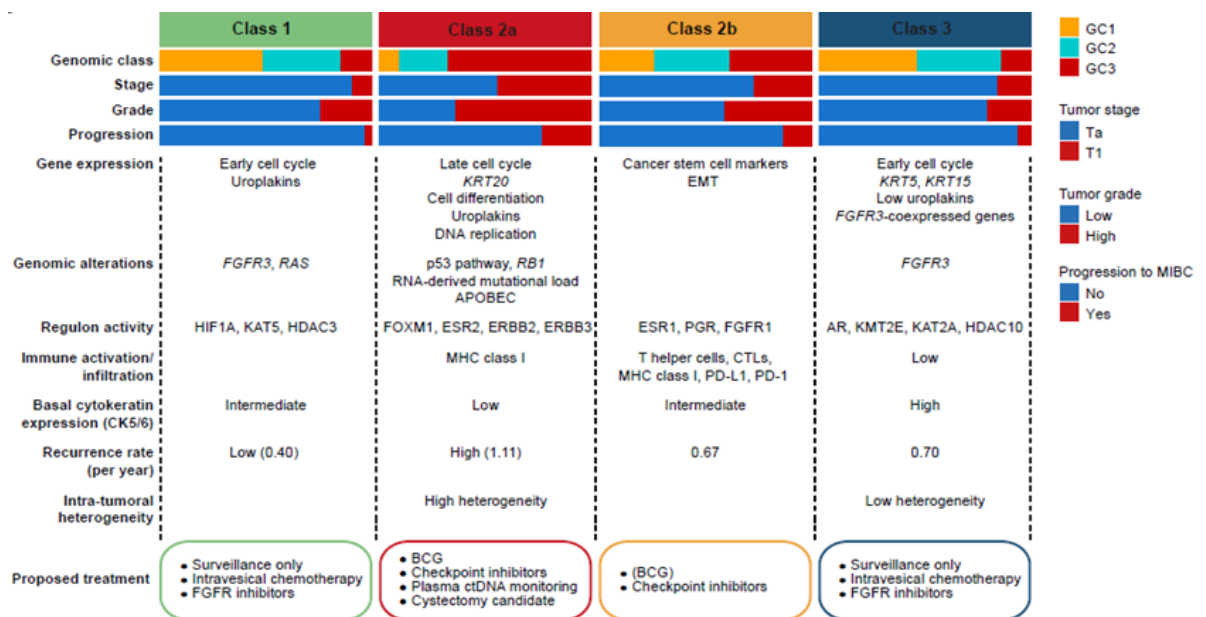 Class 1 Class 2a Class 2b Class 3
Genomic class
Stage
Grade
Progression
GC1
GC2
GC3
Tumor stage
Ta
T1
Tumor grade
Low
High
Progression to MIBC
No
Yes
Gene expression
Early cell cycle
Uroplakins
Late cell cycle
KRT20
Cell differentiation
Uroplakins
DNA replication
Cancer stem cell markers
EMT
Early cell cycle
KRT5, KRT15
Low uroplakins
FGFR3-coexpressed genes
Genomic alterations
FGFR3, RAS
p53 pathway, RB1
RNA-derived mutational load
APOBEC
FGFR3
Regulon activity
HIF1A, KAT5, HDAC3
FOXM1, ESR2, ERBB2, ERBB3
ESR1, PGR, FGFR1
AR, KMT2E, KAT2A, HDAC10
Immune activation/
infiltration
MHC class I
T helper cells, CTLs,
MHC class I, PD-L1, PD-1
Low
Basal cytokeratin
expression (CK5/6)
Intermediate
Low
Intermediate
High
Recurrence rate
(per year)
Low (0.40)
High (1.11)
0.67
0.70
Intra-tumoral
heterogeneity
High heterogeneity
Low heterogeneity
Proposed treatment
• Surveillance only
• Intravesical chemotherapy
• FGFR inhibitors
• BCG
• Checkpoint inhibitors
• Plasma ctDNA monitoring
• Cystectomy candidate
• (BCG)
• Checkpoint inhibitors
• Surveillance only
• Intravesical chemotherapy
• FGFR inhibitors